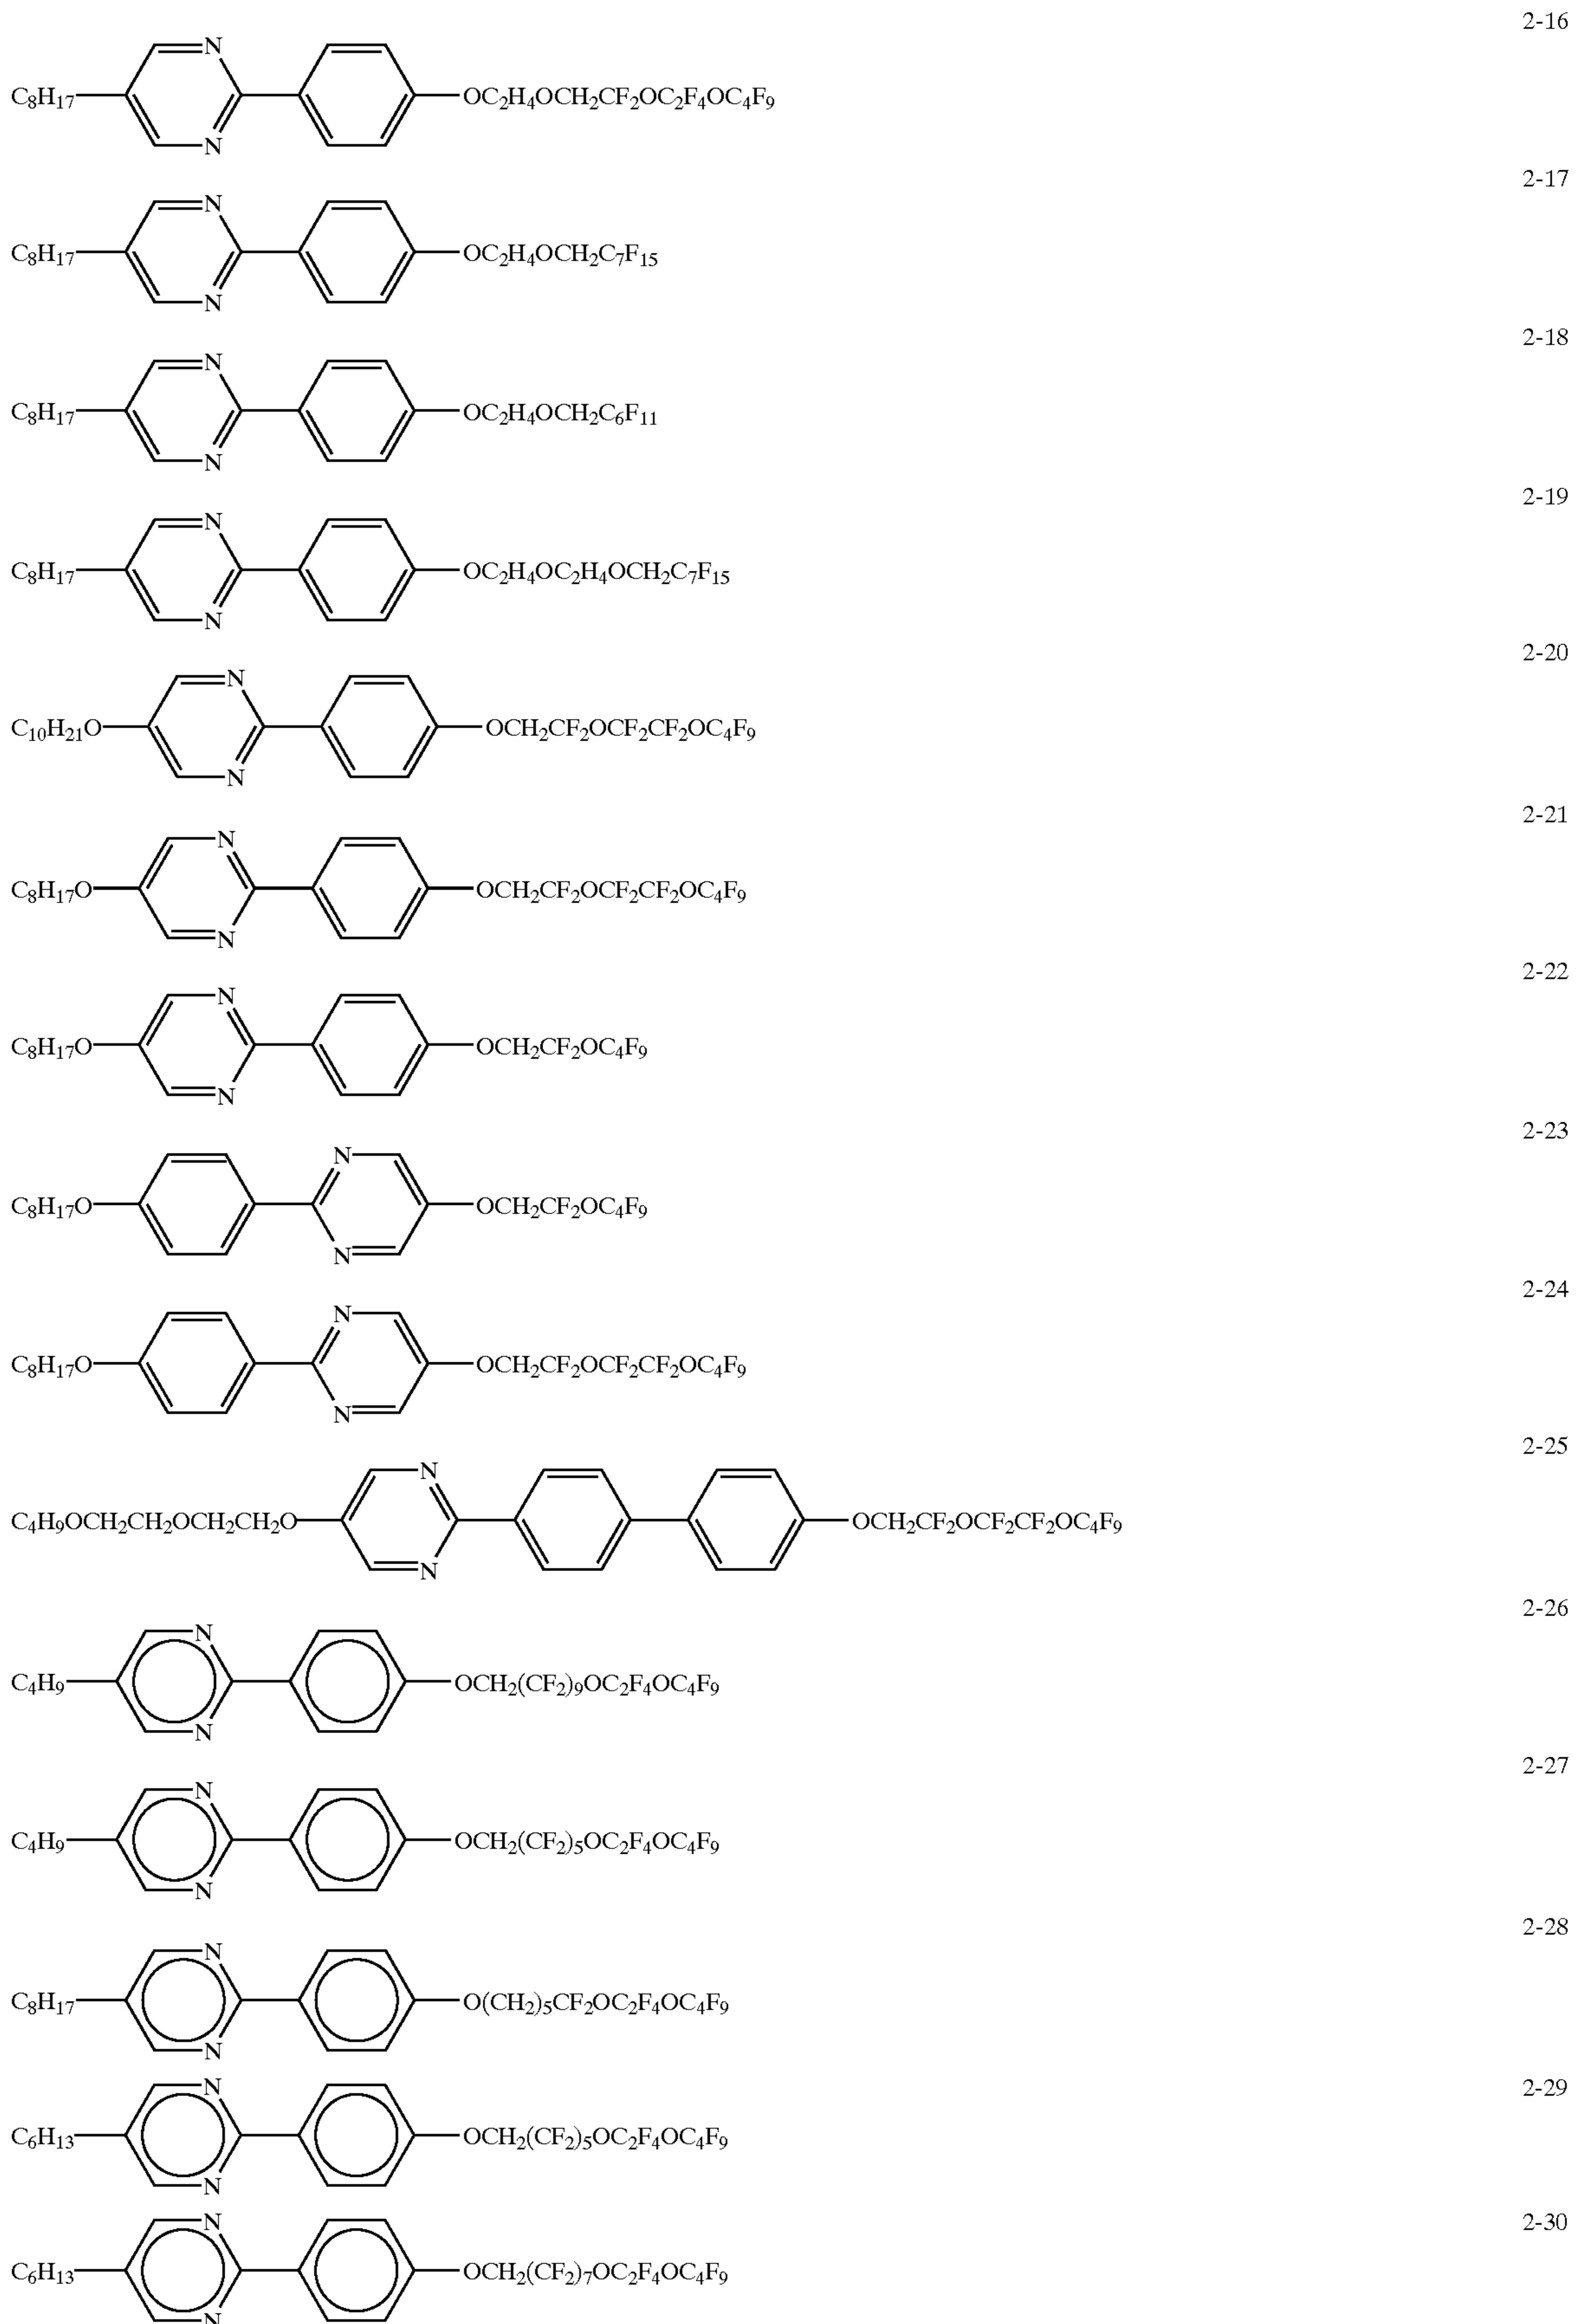 2-16
N
C8H17 OC2H4OCH2CF2OC2F4OC4F9
N
2-17
N
C8H17 OC2H4OCH2C7F15
N
2-18
N
C8H17 OC2H4OCH2C6F11
N
2-19
N
C8H17 OC2H4OC2H4OCH2C7F15
N
2-20
N
C10H21O OCH2CF2OCF2CF2OC4F9
N
2-21
N
C8H17O OCH2CF2OCF2CF2OC4F9
N
2-22
N
C8H17O OCH2CF2OC4F9
N
2-23
N
C8H17O OCH2CF2OC4F9
N
2-24
N
C8H17O OCH2CF2OCF2CF2OC4F9
N
2-25
N
C4H9OCH2CH2OCH2CH2O OCH2CF2OCF2CF2OC4F9
N
2-26
N
C4H9 OCH2(CF2)9OC2F4OC4F9
N
2-27
N
C4H9 OCH2(CF2)5OC2F4OC4F9
N
2-28
N
C8H17 O(CH2)5CF2OC2F4OC4F9
N
2-29
N
C6H13 OCH2(CF2)5OC2F4OC4F9
N
2-30
N
C6H13 OCH2(CF2)7OC2F4OC4F9
N